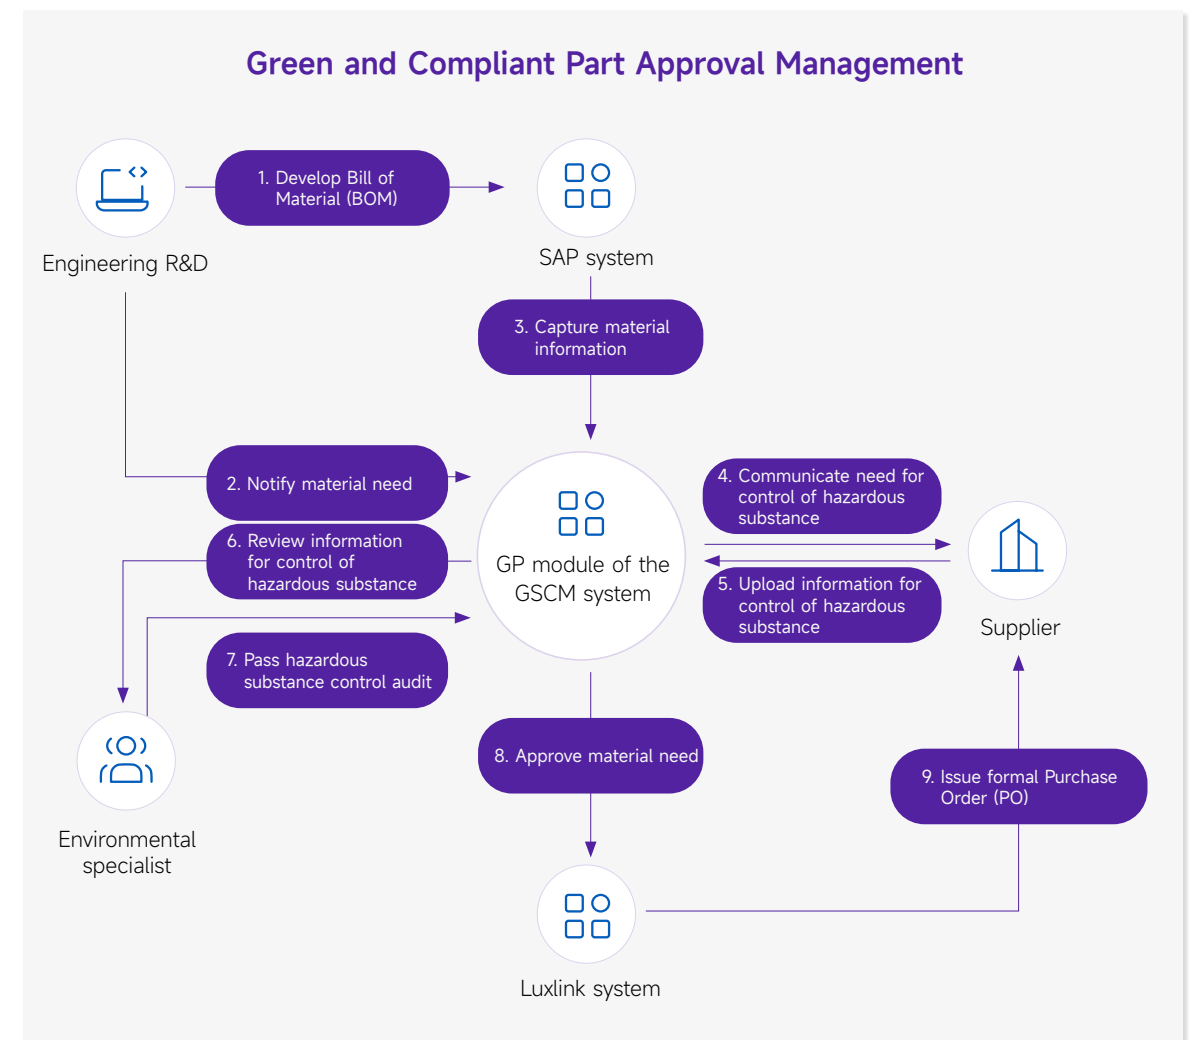 Green and Compliant Part Approval Management
1. Develop Bill of
Material (BOM)
Engineering R&D
SAP system
3. Capture material
information
2. Notify material need
4. Communicate need for
control of hazardous
substance
6. Review information
for control of
hazardous substance
GP module of the
GSCM system
5. Upload information for
control of hazardous
substance
Supplier
7. Pass hazardous
substance control audit
8. Approve material need
9. Issue formal Purchase
Order (PO)
Environmental
specialist
Luxlink system